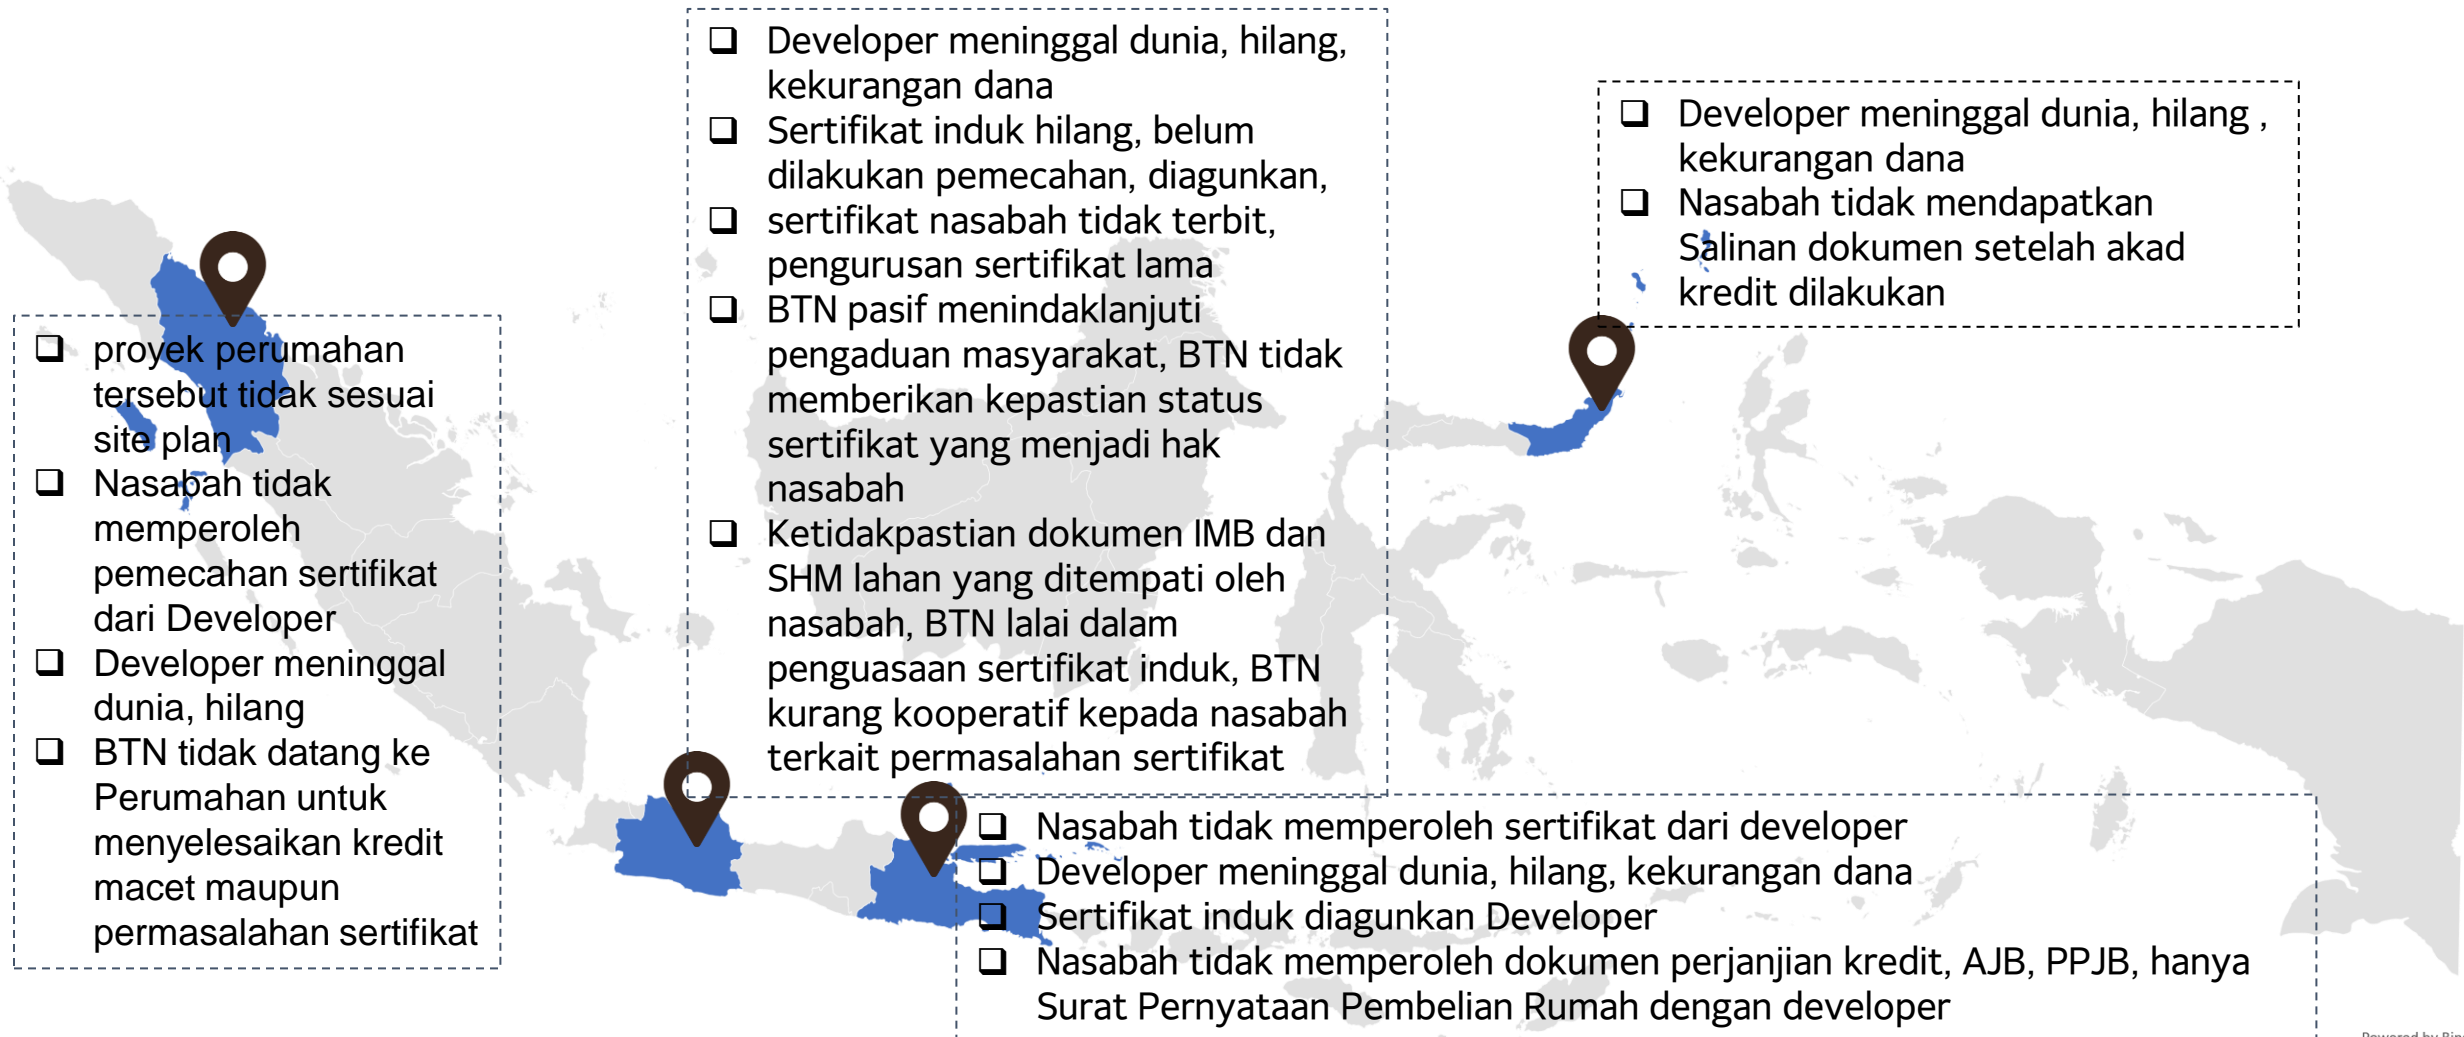 Developer meninggal dunia, hilang,
kekurangan dana
Sertifikat induk hilang, belum
dilakukan pemecahan, diagunkan,
sertifikat nasabah tidak terbit,
pengurusan sertifikat lama
BTN pasif menindaklanjuti
pengaduan masyarakat, BTN tidak
memberikan kepastian status
sertifikat yang menjadi hak
nasabah
Ketidakpastian dokumen IMB dan
SHM lahan yang ditempati oleh
nasabah, BTN lalai dalam
penguasaan sertifikat induk, BTN
kurang kooperatif kepada nasabah
terkait permasalahan sertifikat
Developer meninggal dunia, hilang ,
kekurangan dana
Nasabah tidak mendapatkan
Salinan dokumen setelah akad
kredit dilakukan
proyek perumahan
tersebut tidak sesuai
site plan
Nasabah tidak
memperoleh
pemecahan sertifikat
dari Developer
Developer meninggal
dunia, hilang
BTN tidak datang ke
Perumahan untuk
menyelesaikan kredit
macet maupun
permasalahan sertifikat
Nasabah tidak memperoleh sertifikat dari developer
Developer meninggal dunia, hilang, kekurangan dana
Sertifikat induk diagunkan Developer
Nasabah tidak memperoleh dokumen perjanjian kredit, AJB, PPJB, hanya
Surat Pernyataan Pembelian Rumah dengan developer
Powered by